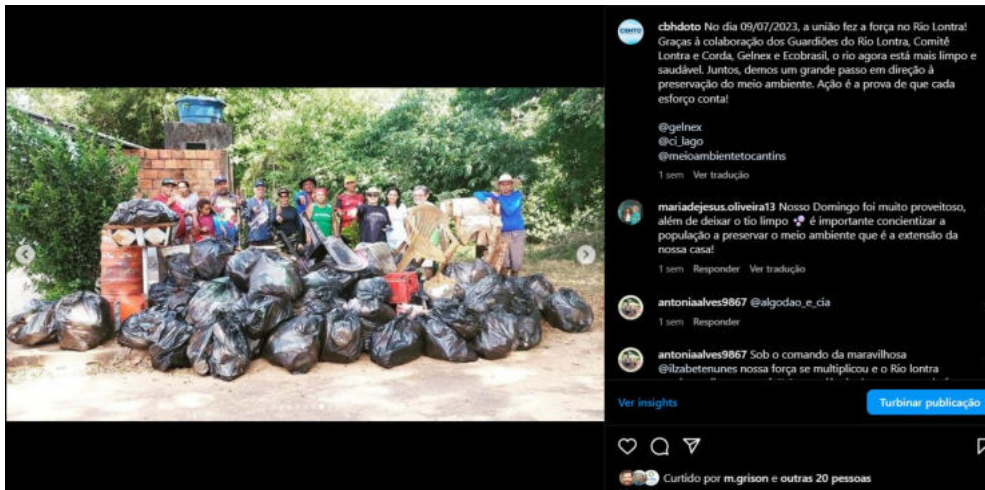 CBHTO
cbhdoto No dia 09/07/2023, a união fez a força no Rio Lontra!
Graças à colaboração dos Guardiões do Rio Lontra, Comitê
Lontra e Corda, Gelnex e Ecobrasil, o rio agora está mais limpo e
saudável. Juntos, demos um grande passo em direção à
preservação do meio ambiente. Ação é a prova de que cada
esforço conta!
@gelnex
@ci_lago
@meioambientetocantins
1 sem Ver tradução
mariadejesus.oliveira13 Nosso Domingo foi muito proveitoso,
além de deixar o tio limpo é importante concientizar a
população a preservar o meio ambiente que é a extensão da
nossa casa!
1 sem Responder Ver tradução
antoniaalves9867 @algodao_e_cia
1 sem Responder
antoniaalves9867 Sob o comando da maravilhosa
@ilzabetenunes nossa força se multiplicou e o Rio lontra
Ver insights
Turbinar publicação
Curtido por m.grison e outras 20 pessoas